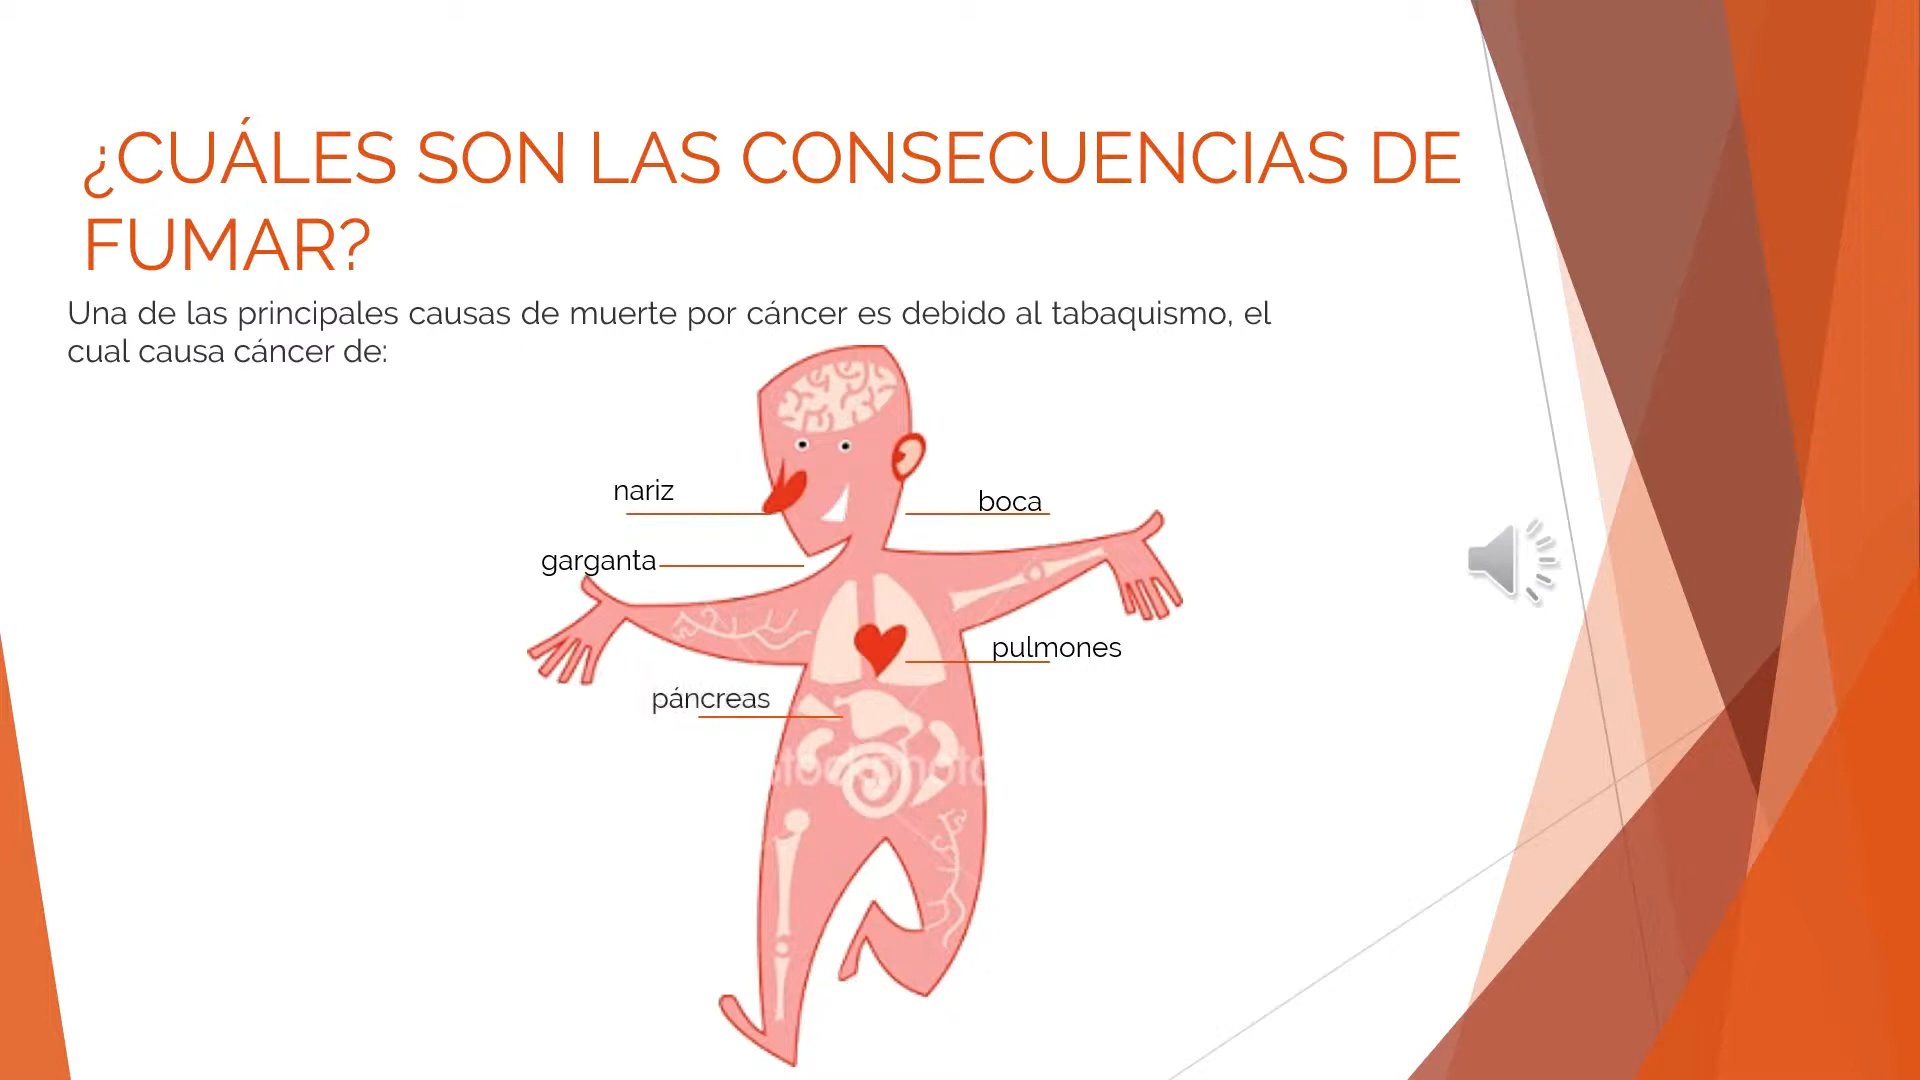 ¿CUÁLES SON LAS CONSECUENCIAS DE
FUMAR?
Una de las principales causas de muerte por cáncer es debido al tabaquismo, el
cual causa cáncer de:
nariz
boca
garganta
pulmones
páncreas